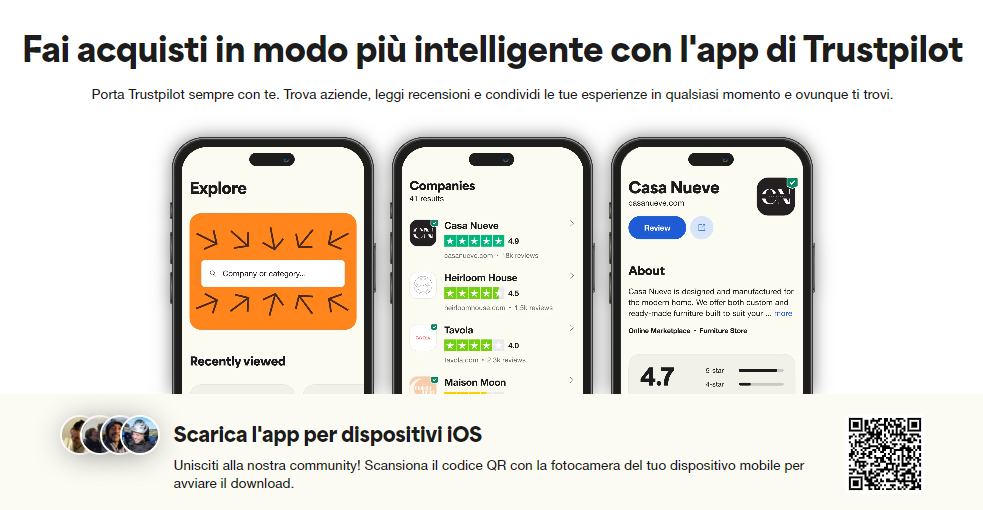 Fai acquisti in modo più intelligente con l'app di Trustpilot
Porta Trustpilot sempre con te. Trova aziende, leggi recensioni e condividi le tue esperienze in qualsiasi momento e ovunque ti trovi.
Explore
Company or category...
Recently viewed
Companies
41 results
CN
Casa Nueve
4.9
casanueve.com • 18k reviews
Heirloom House
4.5
heirloomhouse.com • 1.5k reviews
Tavola
4.0
tavola.com • 2.3k reviews
Maison Moon
Casa Nueve
casanueve.com
CN
Review
About
Casa Nueve is designed and manufactured for
the modern home. We offer both custom and
ready-made furniture built to suit your ... more
Online Marketplace • Furniture Store
4.7
5-star
4-star
Scarica l'app per dispositivi iOS
Unisciti alla nostra community! Scansiona il codice QR con la fotocamera del tuo dispositivo mobile per
avviare il download.